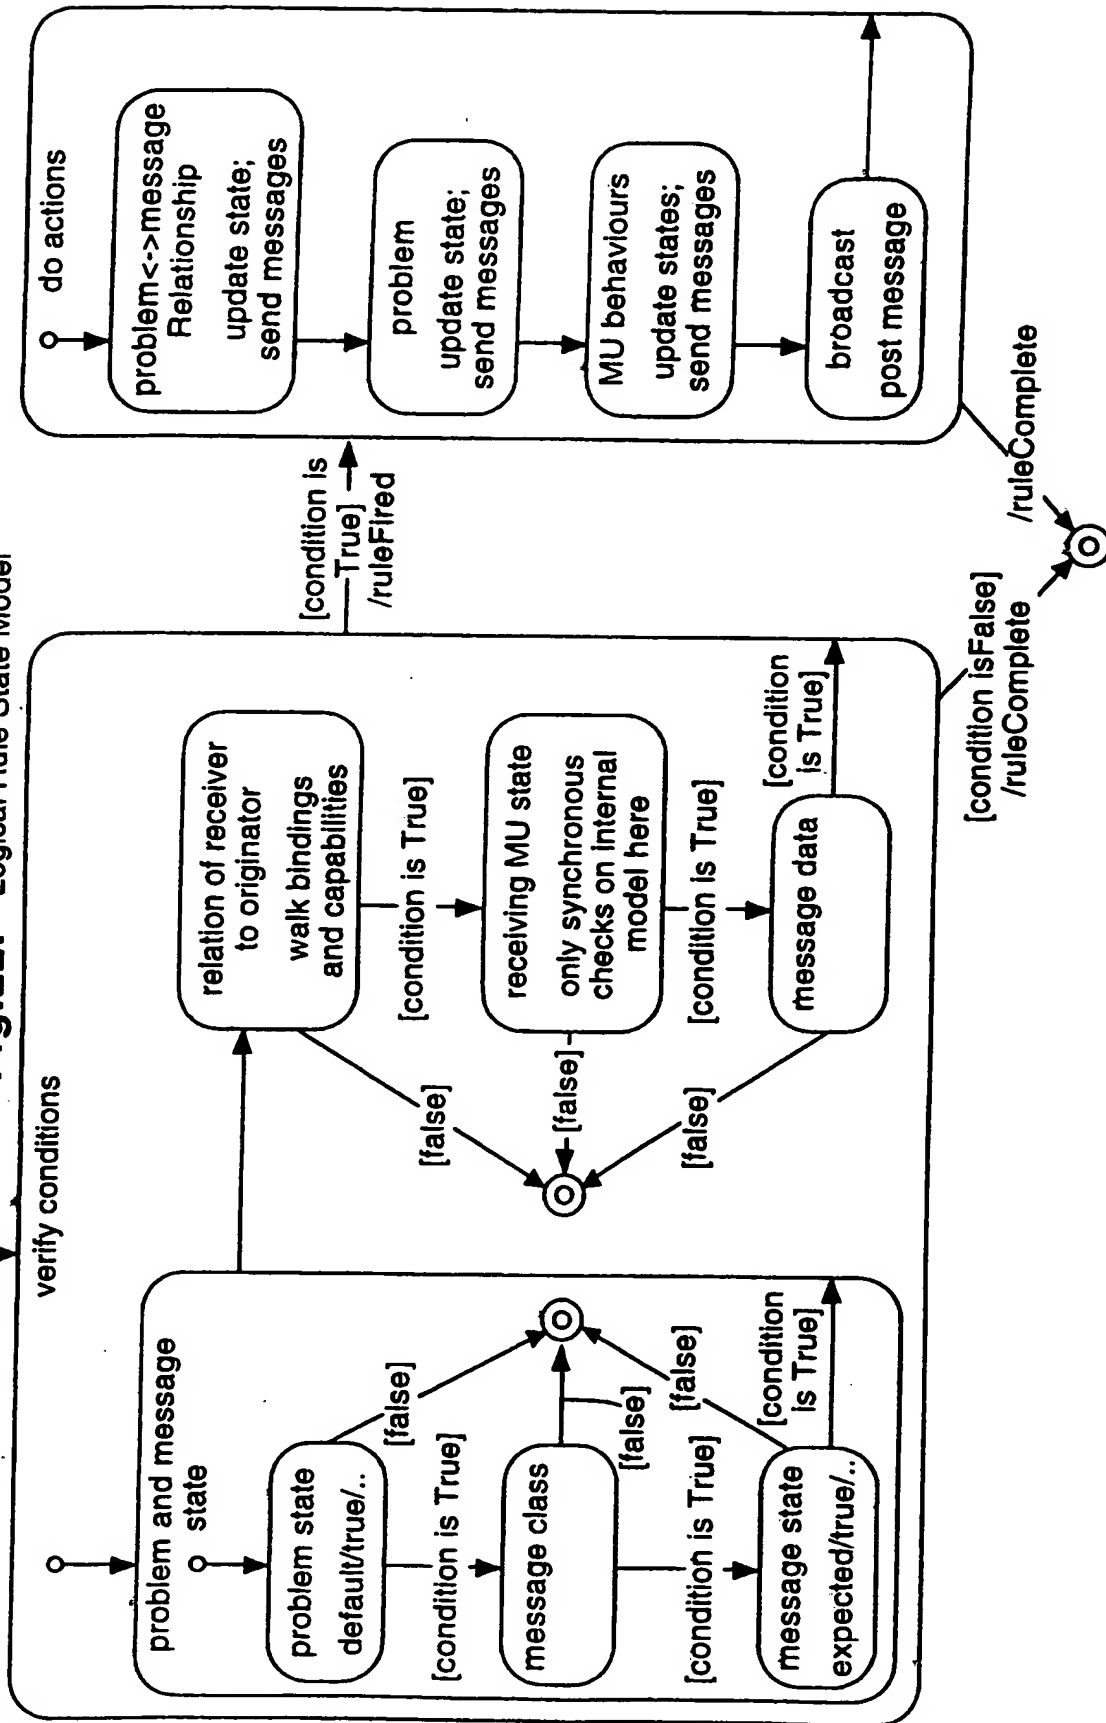 Logical Rule State Model
verify conditions
problem and message
state
problem state
default/true/..
[condition is True]
message class
[condition is True]
message state
expected/true/..
[false]
[false]
[false]
[condition
is True]
relation of receiver
to originator
walk bindings
and capabilities
[condition is True]
receiving MU state
only synchronous
checks on internal
model here
[condition is True]
message data
[false]
[false]
[false]
[condition
is True]
[condition is
True]
/ruleFired
[condition isFalse]
/ruleComplete
do actions
problem<->message
Relationship
update state;
send messages
problem
update state;
send messages
MU behaviours
update states;
send messages
broadcast
post message
/ruleComplete